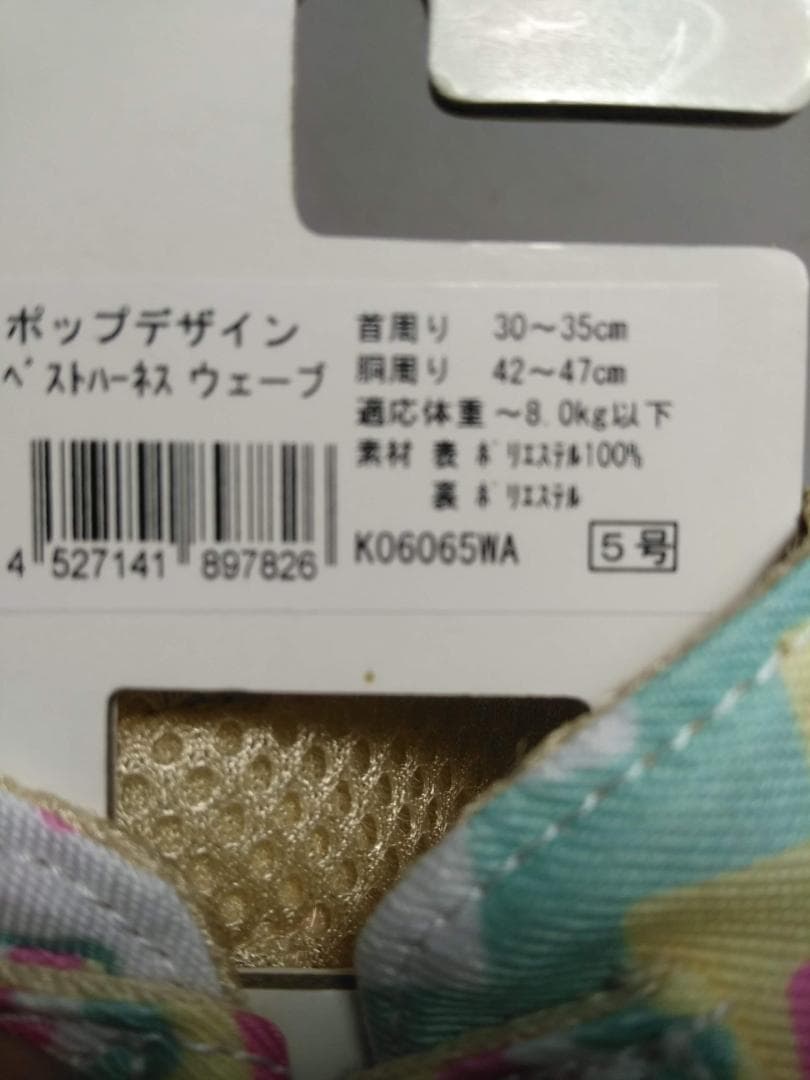 ポップデザイン
ベストハーネス ウェーブ
4 527141 897826
首周り 30～35cm
胴周り 42～47cm
適応体重～8.0kg以下
素材 表 ポリエステル100%
裏 ポリエステル
K06065WA 5号